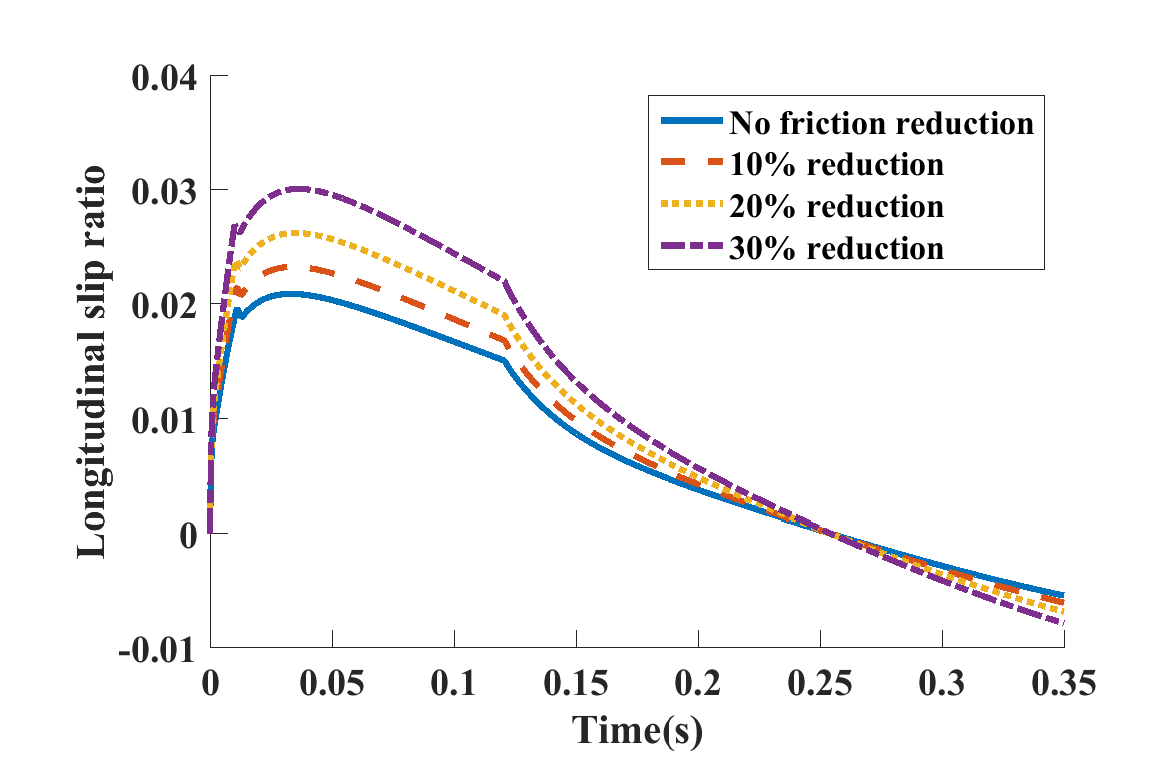 0.04
0.03
0.02
0.01
0
-0.01
Longitudinal slip ratio
No friction reduction
10% reduction
20% reduction
30% reduction
0 0.05 0.1 0.15 0.2 0.25 0.3 0.35
Time(s)